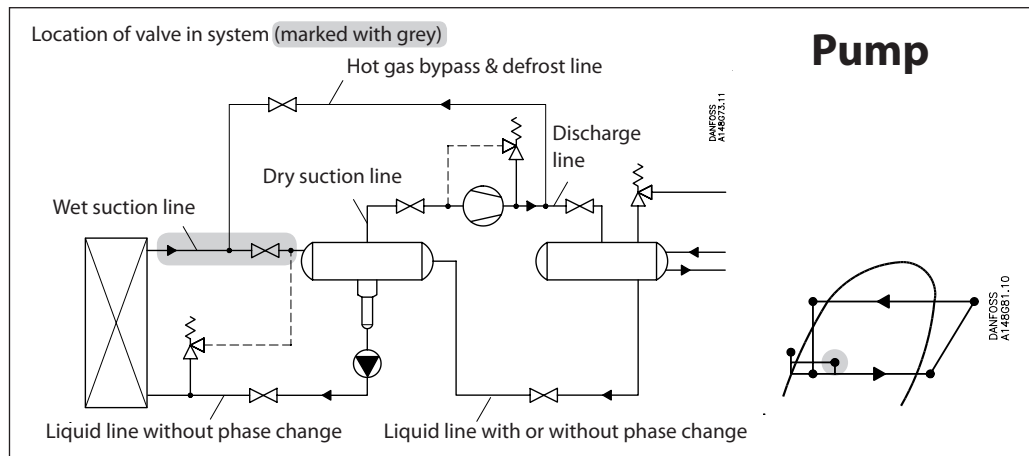 Location of valve in system (marked with grey)
Pump
Hot gas bypass & defrost line
DANFOSS
A148G73.11
Discharge
line
Dry suction line
Wet suction line
DANFOSS
A148G81.10
Liquid line without phase change
Liquid line with or without phase change